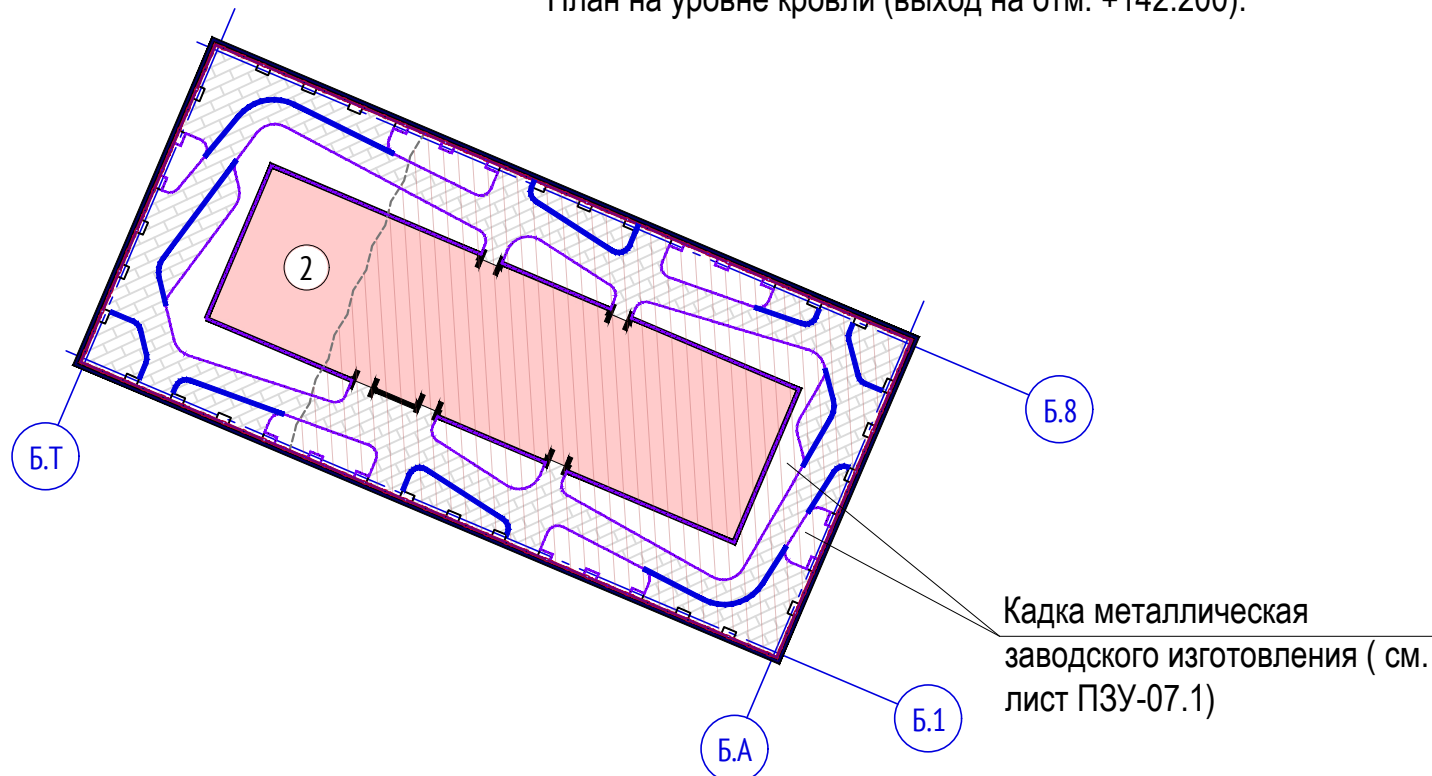 План на уровне кровли (выход на отм. +142.200).
2
Б.8
Б.Т
Кадка металлическая
заводского изготовления ( см.
лист ПЗУ-07.1)
Б.1
Б.А